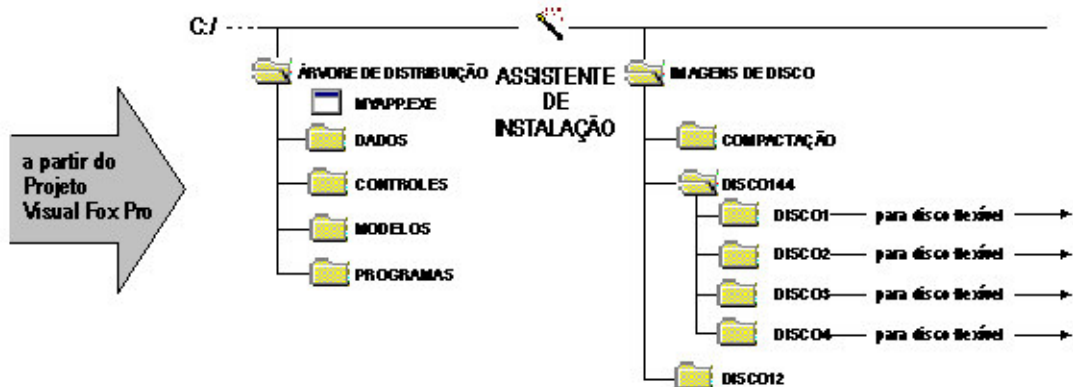 C:/
a partir do
Projeto
Visual Fox Pro
ÁRVORE DE DISTRIBUIÇÃO
MYAPP.EXE
DADOS
CONTROLES
MODELOS
PROGRAMAS
ASSISTENTE
DE
INSTALAÇÃO
IMAGENS DE DISCO
COMPACTAÇÃO
DISCO144
DISCO1 para disco flexível
DISCO2 para disco flexível
DISCO3 para disco flexível
DISCO4 para disco flexível
DISCO12